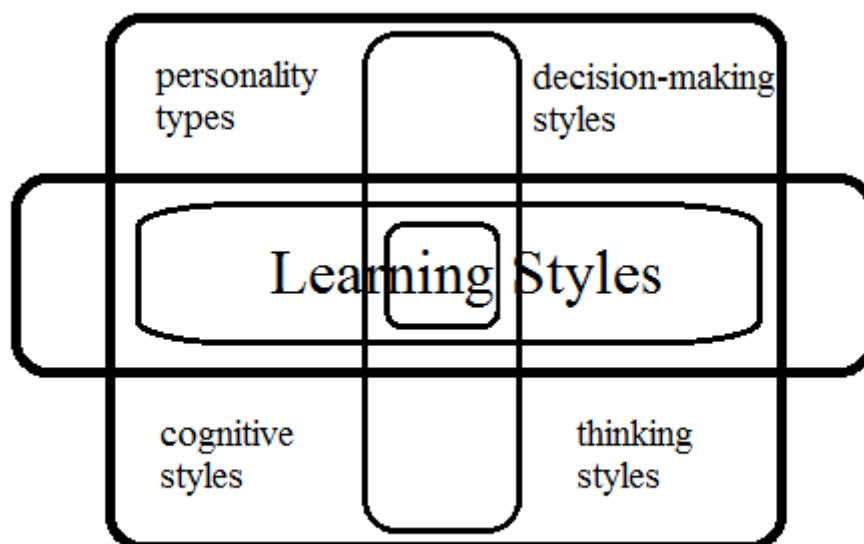 personality
types
decision-making
styles
Learning Styles
cognitive
styles
thinking
styles